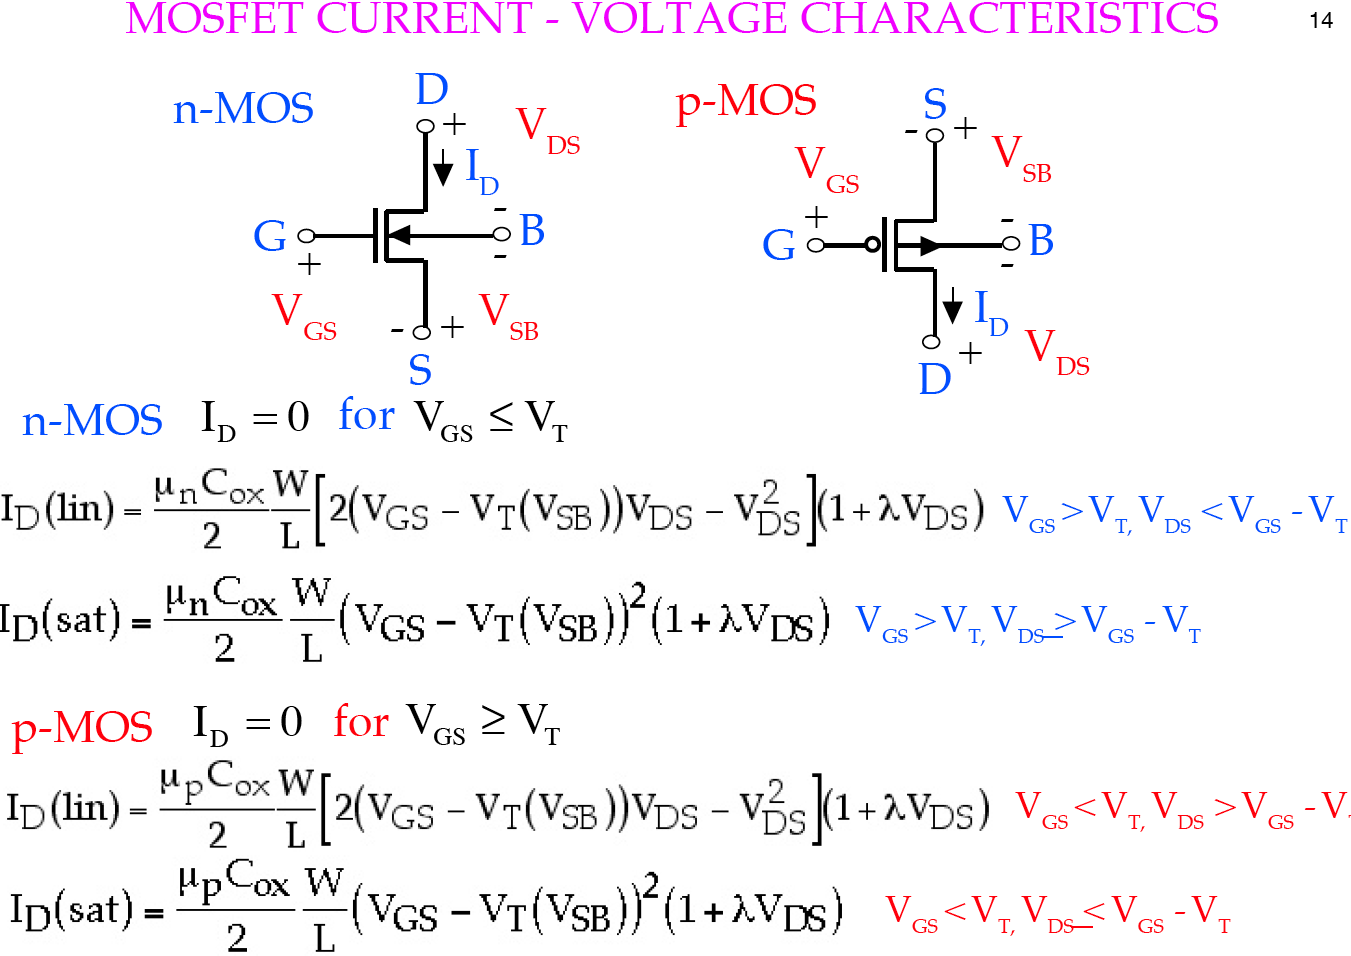 MOSFET CURRENT - VOLTAGE CHARACTERISTICS 14
n-MOS
D
+
V_DS
I_D
-
G
B
+
-
V_GS
V_SB
- +
S
p-MOS
S
- +
V_GS
V_SB
+
-
G
B
-
I_D
V_DS
+
D
n-MOS I_D = 0 for V_GS ≤ V_T
I_D(lin) = μ_n C_ox / 2 W / L [2(V_GS − V_T(V_SB))V_DS − V_DS^2](1 + λV_DS) V_GS > V_T, V_DS < V_GS - V_T
I_D(sat) = μ_n C_ox / 2 W / L (V_GS − V_T(V_SB))^2 (1 + λV_DS) V_GS > V_T, V_DS ≥ V_GS - V_T
p-MOS I_D = 0 for V_GS ≥ V_T
I_D(lin) = μ_p C_ox / 2 W / L [2(V_GS − V_T(V_SB))V_DS − V_DS^2](1 + λV_DS) V_GS < V_T, V_DS > V_GS - V_T
I_D(sat) = μ_p C_ox / 2 W / L (V_GS − V_T(V_SB))^2 (1 + λV_DS) V_GS < V_T, V_DS ≤ V_GS - V_T